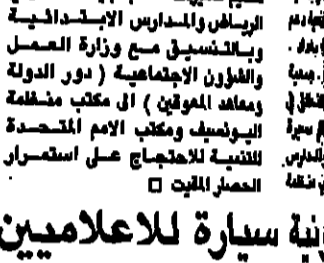 الرياض والمدارس الابتدائية
وبالتنسيق مع وزارة العمل
والشؤون الاجتماعية ( دور الدولة
ومعاهد المعوقين ) الى مكتب منظمة
اليونسيف ومكتب الامم المتحدة
للتنمية للاحتجاج على استمرار
الحصار المقيت □
سيارة للاعلاميين